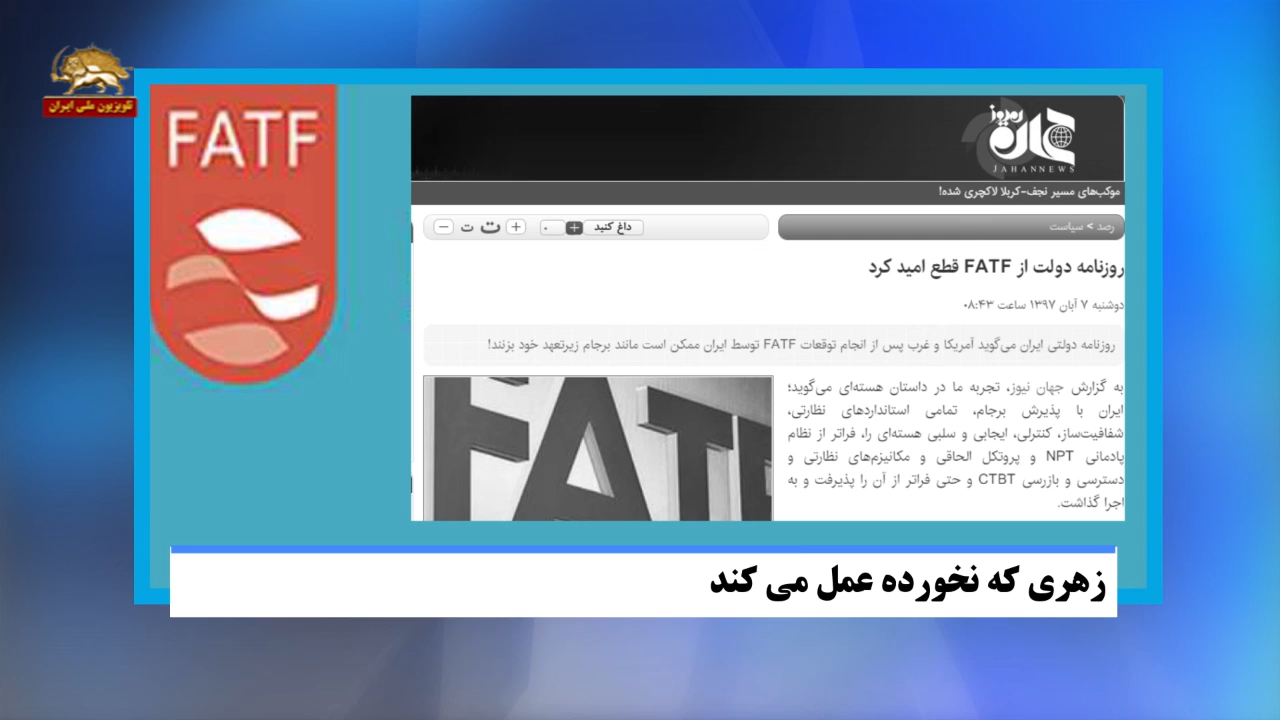 تلویزیون ملی ایران
FATF
جهان
امروز
JAHANNEWS
موکب‌های مسیر نجف-کربلا لاکچری شده!
رصد > سیاست
داغ کنید + ۰
+ ت ت −
روزنامه دولت از FATF قطع امید کرد
دوشنبه ۷ آبان ۱۳۹۷ ساعت ۰۸:۴۳
روزنامه دولتی ایران می‌گوید آمریکا و غرب پس از انجام توقعات FATF توسط ایران ممکن است مانند برجام زیرتعهد خود بزنند!
به گزارش جهان نیوز، تجربه ما در داستان هسته‌ای می‌گوید؛
ایران با پذیرش برجام، تمامی استانداردهای نظارتی،
شفافیت‌ساز، کنترلی، ایجابی و سلبی هسته‌ای را، فراتر از نظام
پادمانی NPT و پروتکل الحاقی و مکانیزم‌های نظارتی و
دسترسی و بازرسی CTBT و حتی فراتر از آن را پذیرفت و به
اجرا گذاشت.
FATF
زهری که نخورده عمل می کند